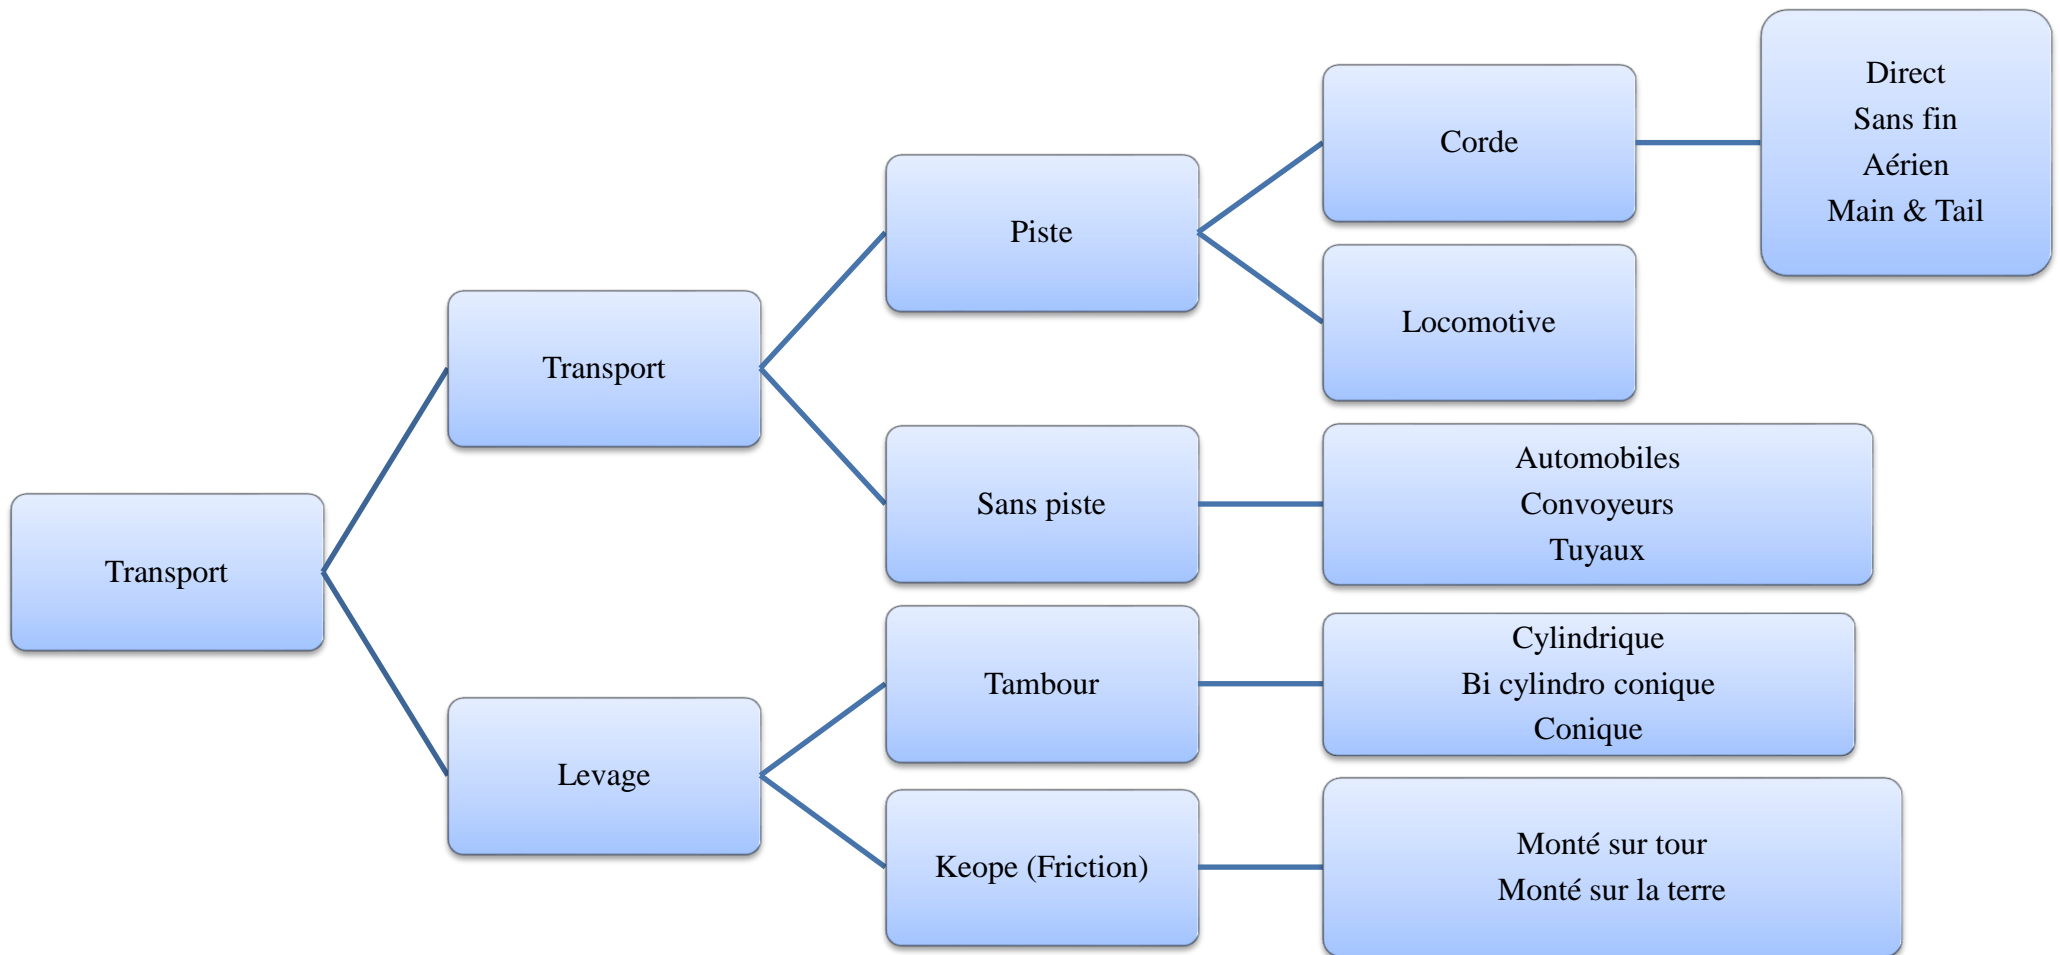 Transport
Transport
Levage
Piste
Sans piste
Tambour
Keope (Friction)
Corde
Locomotive
Automobiles
Convoyeurs
Tuyaux
Cylindrique
Bi cylindro conique
Conique
Monté sur tour
Monté sur la terre
Direct
Sans fin
Aérien
Main & Tail